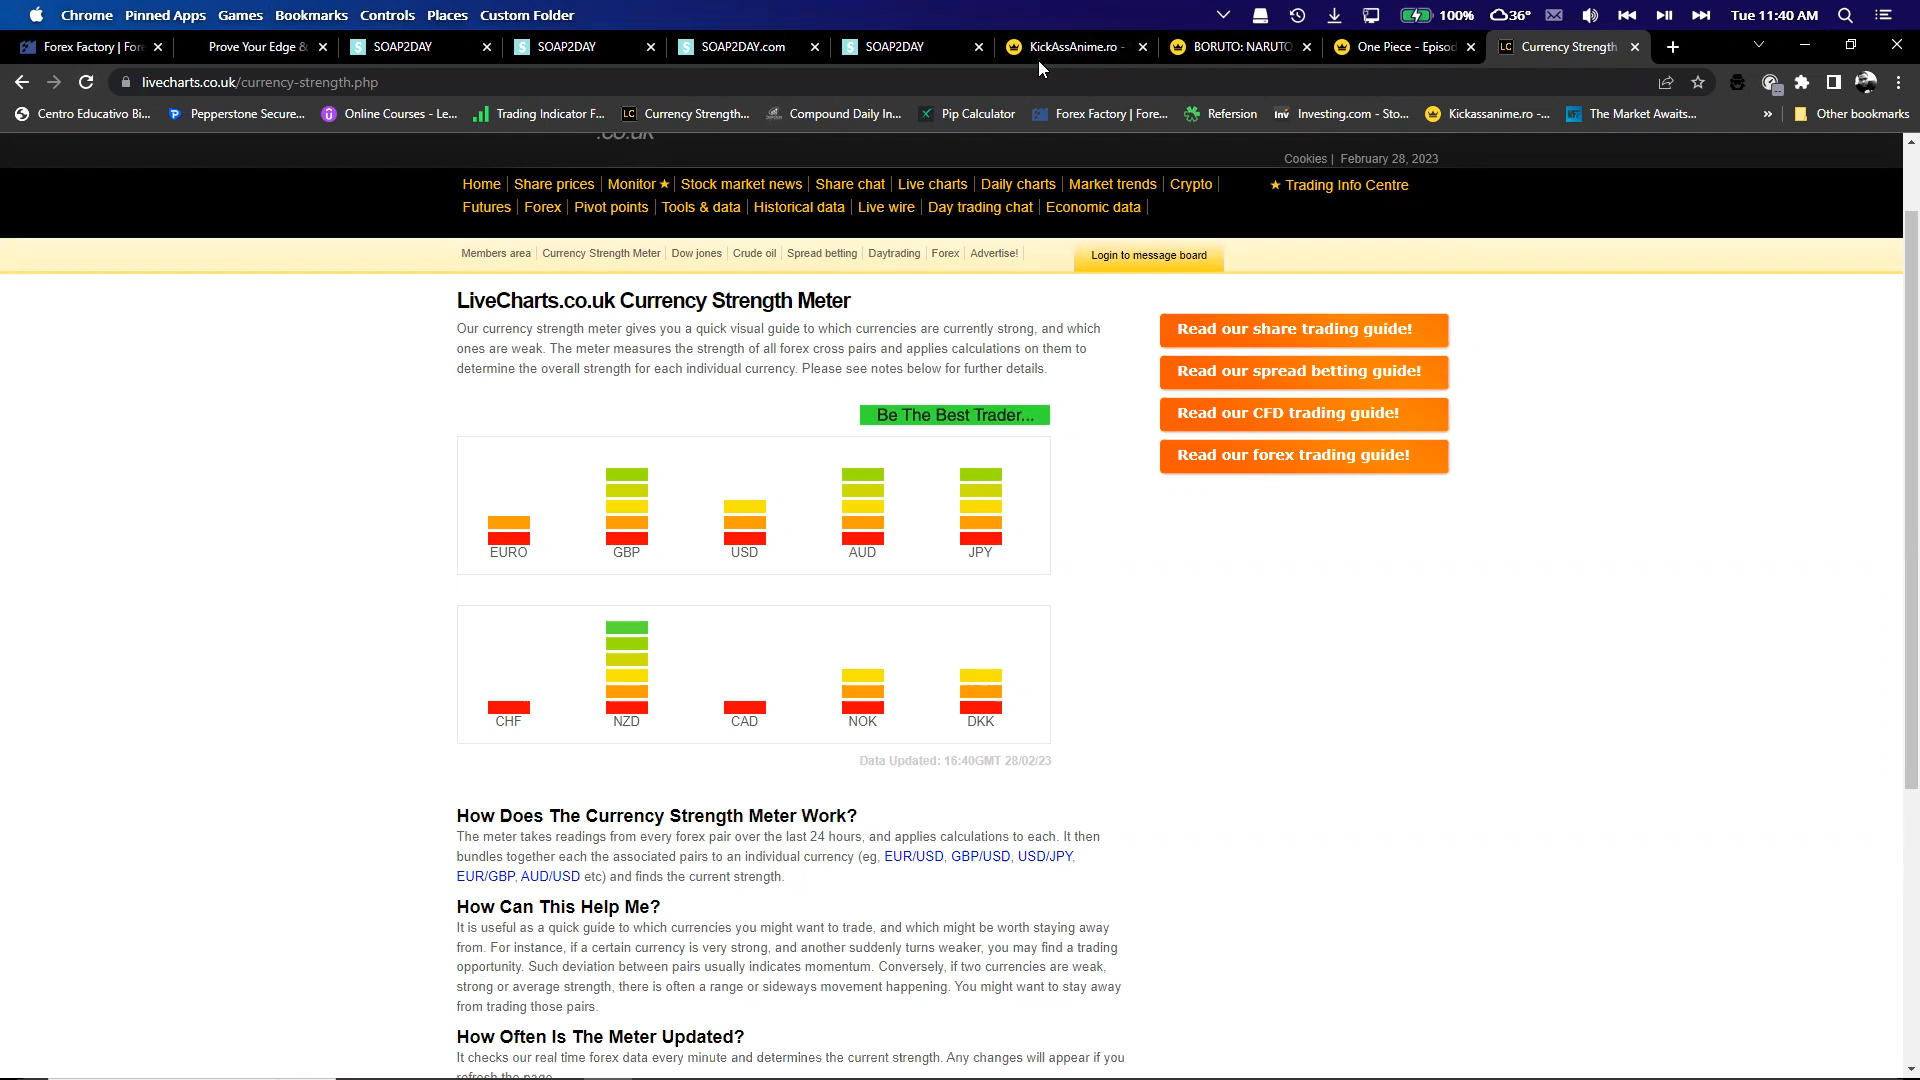 Chrome Pinned Apps Games Bookmarks Controls Places Custom Folder 100% 36° Tue 11:40 AM
Forex Factory | Fore Prove Your Edge & SOAP2DAY SOAP2DAY SOAP2DAY.com SOAP2DAY KickAssAnime.ro - BORUTO: NARUTO One Piece - Episod Currency Strength
livecharts.co.uk/currency-strength.php
Centro Educativo Bi... Pepperstone Secure... Online Courses - Le... Trading Indicator F... LC Currency Strength... Compound Daily In... Pip Calculator Forex Factory | Fore... Refersion Inv Investing.com - Sto... Kickassanime.ro -... The Market Awaits... » Other bookmarks
.co.uk
Cookies | February 28, 2023
Home Share prices Monitor ★ Stock market news Share chat Live charts Daily charts Market trends Crypto ★ Trading Info Centre
Futures Forex Pivot points Tools & data Historical data Live wire Day trading chat Economic data
Members area Currency Strength Meter Dow jones Crude oil Spread betting Daytrading Forex Advertise! Login to message board
LiveCharts.co.uk Currency Strength Meter
Our currency strength meter gives you a quick visual guide to which currencies are currently strong, and which
ones are weak. The meter measures the strength of all forex cross pairs and applies calculations on them to
determine the overall strength for each individual currency. Please see notes below for further details.
Read our share trading guide!
Read our spread betting guide!
Read our CFD trading guide!
Read our forex trading guide!
Be The Best Trader...
EURO GBP USD AUD JPY
CHF NZD CAD NOK DKK
Data Updated: 16:40GMT 28/02/23
How Does The Currency Strength Meter Work?
The meter takes readings from every forex pair over the last 24 hours, and applies calculations to each. It then
bundles together each the associated pairs to an individual currency (eg, EUR/USD, GBP/USD, USD/JPY,
EUR/GBP, AUD/USD etc) and finds the current strength.
How Can This Help Me?
It is useful as a quick guide to which currencies you might want to trade, and which might be worth staying away
from. For instance, if a certain currency is very strong, and another suddenly turns weaker, you may find a trading
opportunity. Such deviation between pairs usually indicates momentum. Conversely, if two currencies are weak,
strong or average strength, there is often a range or sideways movement happening. You might want to stay away
from trading those pairs.
How Often Is The Meter Updated?
It checks our real time forex data every minute and determines the current strength. Any changes will appear if you
refresh the page